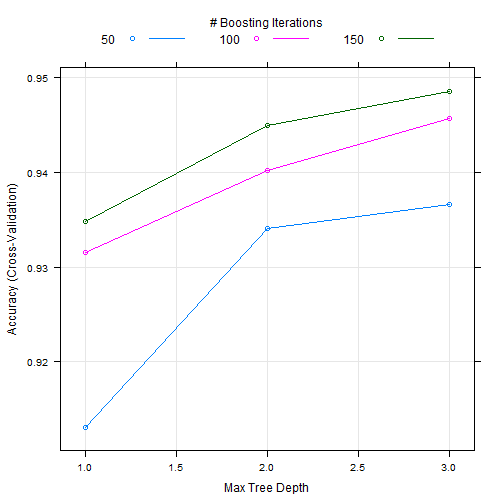 # Boosting Iterations
50 100 150
0.95
0.94
0.93
0.92
Accuracy (Cross-Validation)
1.0 1.5 2.0 2.5 3.0
Max Tree Depth